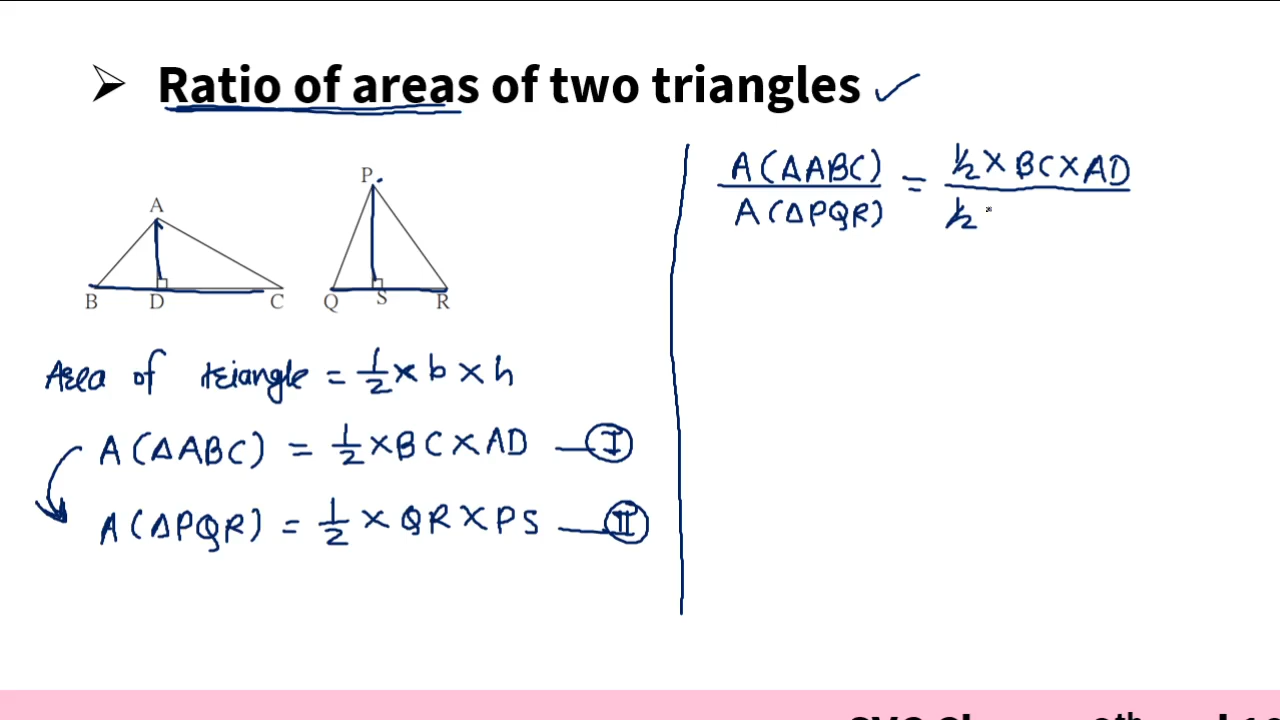 ➢ Ratio of areas of two triangles ✓
A
B D C
P
Q S R
Area of triangle = 1/2 × b × h
A(ΔABC) = 1/2 × BC × AD — Ⅰ
A(ΔPQR) = 1/2 × QR × PS — Ⅱ
A(ΔABC) / A(ΔPQR) = 1/2 × BC × AD / 1/2